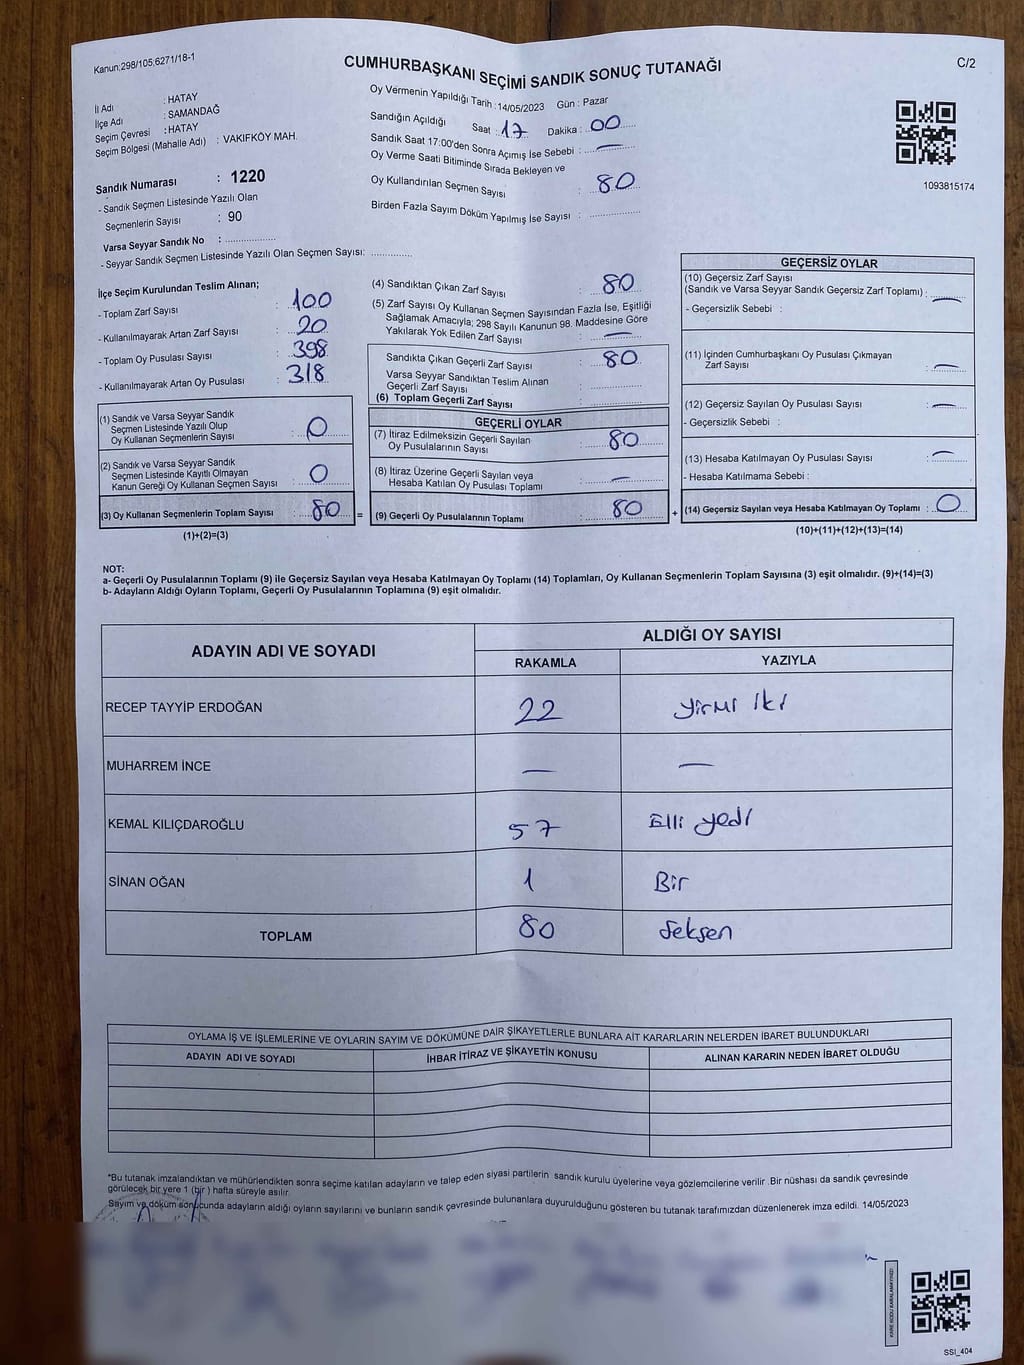 Kanun:298/105,6271/18-1
CUMHURBAŞKANI SEÇİMİ SANDIK SONUÇ TUTANAĞI
C/2
İl Adı : HATAY
İlçe Adı : SAMANDAĞ
Seçim Çevresi : HATAY
Seçim Bölgesi (Mahalle Adı) : VAKIFKÖY MAH.
Sandık Numarası : 1220
- Sandık Seçmen Listesinde Yazılı Olan
Seçmenlerin Sayısı : 90
Varsa Seyyar Sandık No :
- Seyyar Sandık Seçmen Listesinde Yazılı Olan Seçmen Sayısı:
Oy Vermenin Yapıldığı Tarih :14/05/2023 Gün : Pazar
Sandığın Açıldığı Saat : 17 Dakika : 00
Sandık Saat 17:00'den Sonra Açımış İse Sebebi : —
Oy Verme Saati Bitiminde Sırada Bekleyen ve
Oy Kullandırılan Seçmen Sayısı : 80
Birden Fazla Sayım Döküm Yapılmış İse Sayısı :
1093815174
İlçe Seçim Kurulundan Teslim Alınan;
- Toplam Zarf Sayısı : 100
- Kullanılmayarak Artan Zarf Sayısı : 20
- Toplam Oy Pusulası Sayısı : 398
- Kullanılmayarak Artan Oy Pusulası : 318
(1) Sandık ve Varsa Seyyar Sandık
Seçmen Listesinde Yazılı Olup
Oy Kullanan Seçmenlerin Sayısı : 0
(2) Sandık ve Varsa Seyyar Sandık
Seçmen Listesinde Kayıtlı Olmayan
Kanun Gereği Oy Kullanan Seçmen Sayısı : 0
(3) Oy Kullanan Seçmenlerin Toplam Sayısı : 80 =
(1)+(2)=(3)
(4) Sandıktan Çıkan Zarf Sayısı : 80
(5) Zarf Sayısı Oy Kullanan Seçmen Sayısından Fazla İse, Eşitliği
Sağlamak Amacıyla; 298 Sayılı Kanunun 98. Maddesine Göre
Yakılarak Yok Edilen Zarf Sayısı : —
Sandıkta Çıkan Geçerli Zarf Sayısı : 80
Varsa Seyyar Sandıktan Teslim Alınan
Geçerli Zarf Sayısı :
(6) Toplam Geçerli Zarf Sayısı :
GEÇERLİ OYLAR
(7) İtiraz Edilmeksizin Geçerli Sayılan
Oy Pusulalarının Sayısı : 80
(8) İtiraz Üzerine Geçerli Sayılan veya
Hesaba Katılan Oy Pusulası Toplamı : —
(9) Geçerli Oy Pusulalarının Toplamı : 80 +
GEÇERSİZ OYLAR
(10) Geçersiz Zarf Sayısı
(Sandık ve Varsa Seyyar Sandık Geçersiz Zarf Toplamı) : —
- Geçersizlik Sebebi :
(11) İçinden Cumhurbaşkanı Oy Pusulası Çıkmayan
Zarf Sayısı : —
(12) Geçersiz Sayılan Oy Pusulası Sayısı : —
- Geçersizlik Sebebi :
(13) Hesaba Katılmayan Oy Pusulası Sayısı : —
- Hesaba Katılmama Sebebi :
(14) Geçersiz Sayılan veya Hesaba Katılmayan Oy Toplamı : 0
(10)+(11)+(12)+(13)=(14)
NOT:
a- Geçerli Oy Pusulalarının Toplamı (9) ile Geçersiz Sayılan veya Hesaba Katılmayan Oy Toplamı (14) Toplamları, Oy Kullanan Seçmenlerin Toplam Sayısına (3) eşit olmalıdır. (9)+(14)=(3)
b- Adayların Aldığı Oyların Toplamı, Geçerli Oy Pusulalarının Toplamına (9) eşit olmalıdır.
ADAYIN ADI VE SOYADI
ALDIĞI OY SAYISI
RAKAMLA YAZIYLA
RECEP TAYYİP ERDOĞAN 22 yirmi iki
MUHARREM İNCE — —
KEMAL KILIÇDAROĞLU 57 Elli yedi
SİNAN OĞAN 1 Bir
TOPLAM 80 seksen
OYLAMA İŞ VE İŞLEMLERİNE VE OYLARIN SAYIM VE DÖKÜMÜNE DAİR ŞİKAYETLERLE BUNLARA AİT KARARLARIN NELERDEN İBARET BULUNDUKLARI
ADAYIN ADI VE SOYADI İHBAR İTİRAZ VE ŞİKAYETİN KONUSU ALINAN KARARIN NEDEN İBARET OLDUĞU
*Bu tutanak imzalandıktan ve mühürlendikten sonra seçime katılan adayların ve talep eden siyasi partilerin sandık kurulu üyelerine veya gözlemcilerine verilir .Bir nüshası da sandık çevresinde
görülecek bir yere 1 (bir ) hafta süreyle asılır.
Sayım ve döküm sonucunda adayların aldığı oyların sayılarını ve bunların sandık çevresinde bulunanlara duyurulduğunu gösteren bu tutanak tarafımızdan düzenlenerek imza edildi. 14/05/2023
KARE KODU KARALAMAYINIZ!
SSI_404